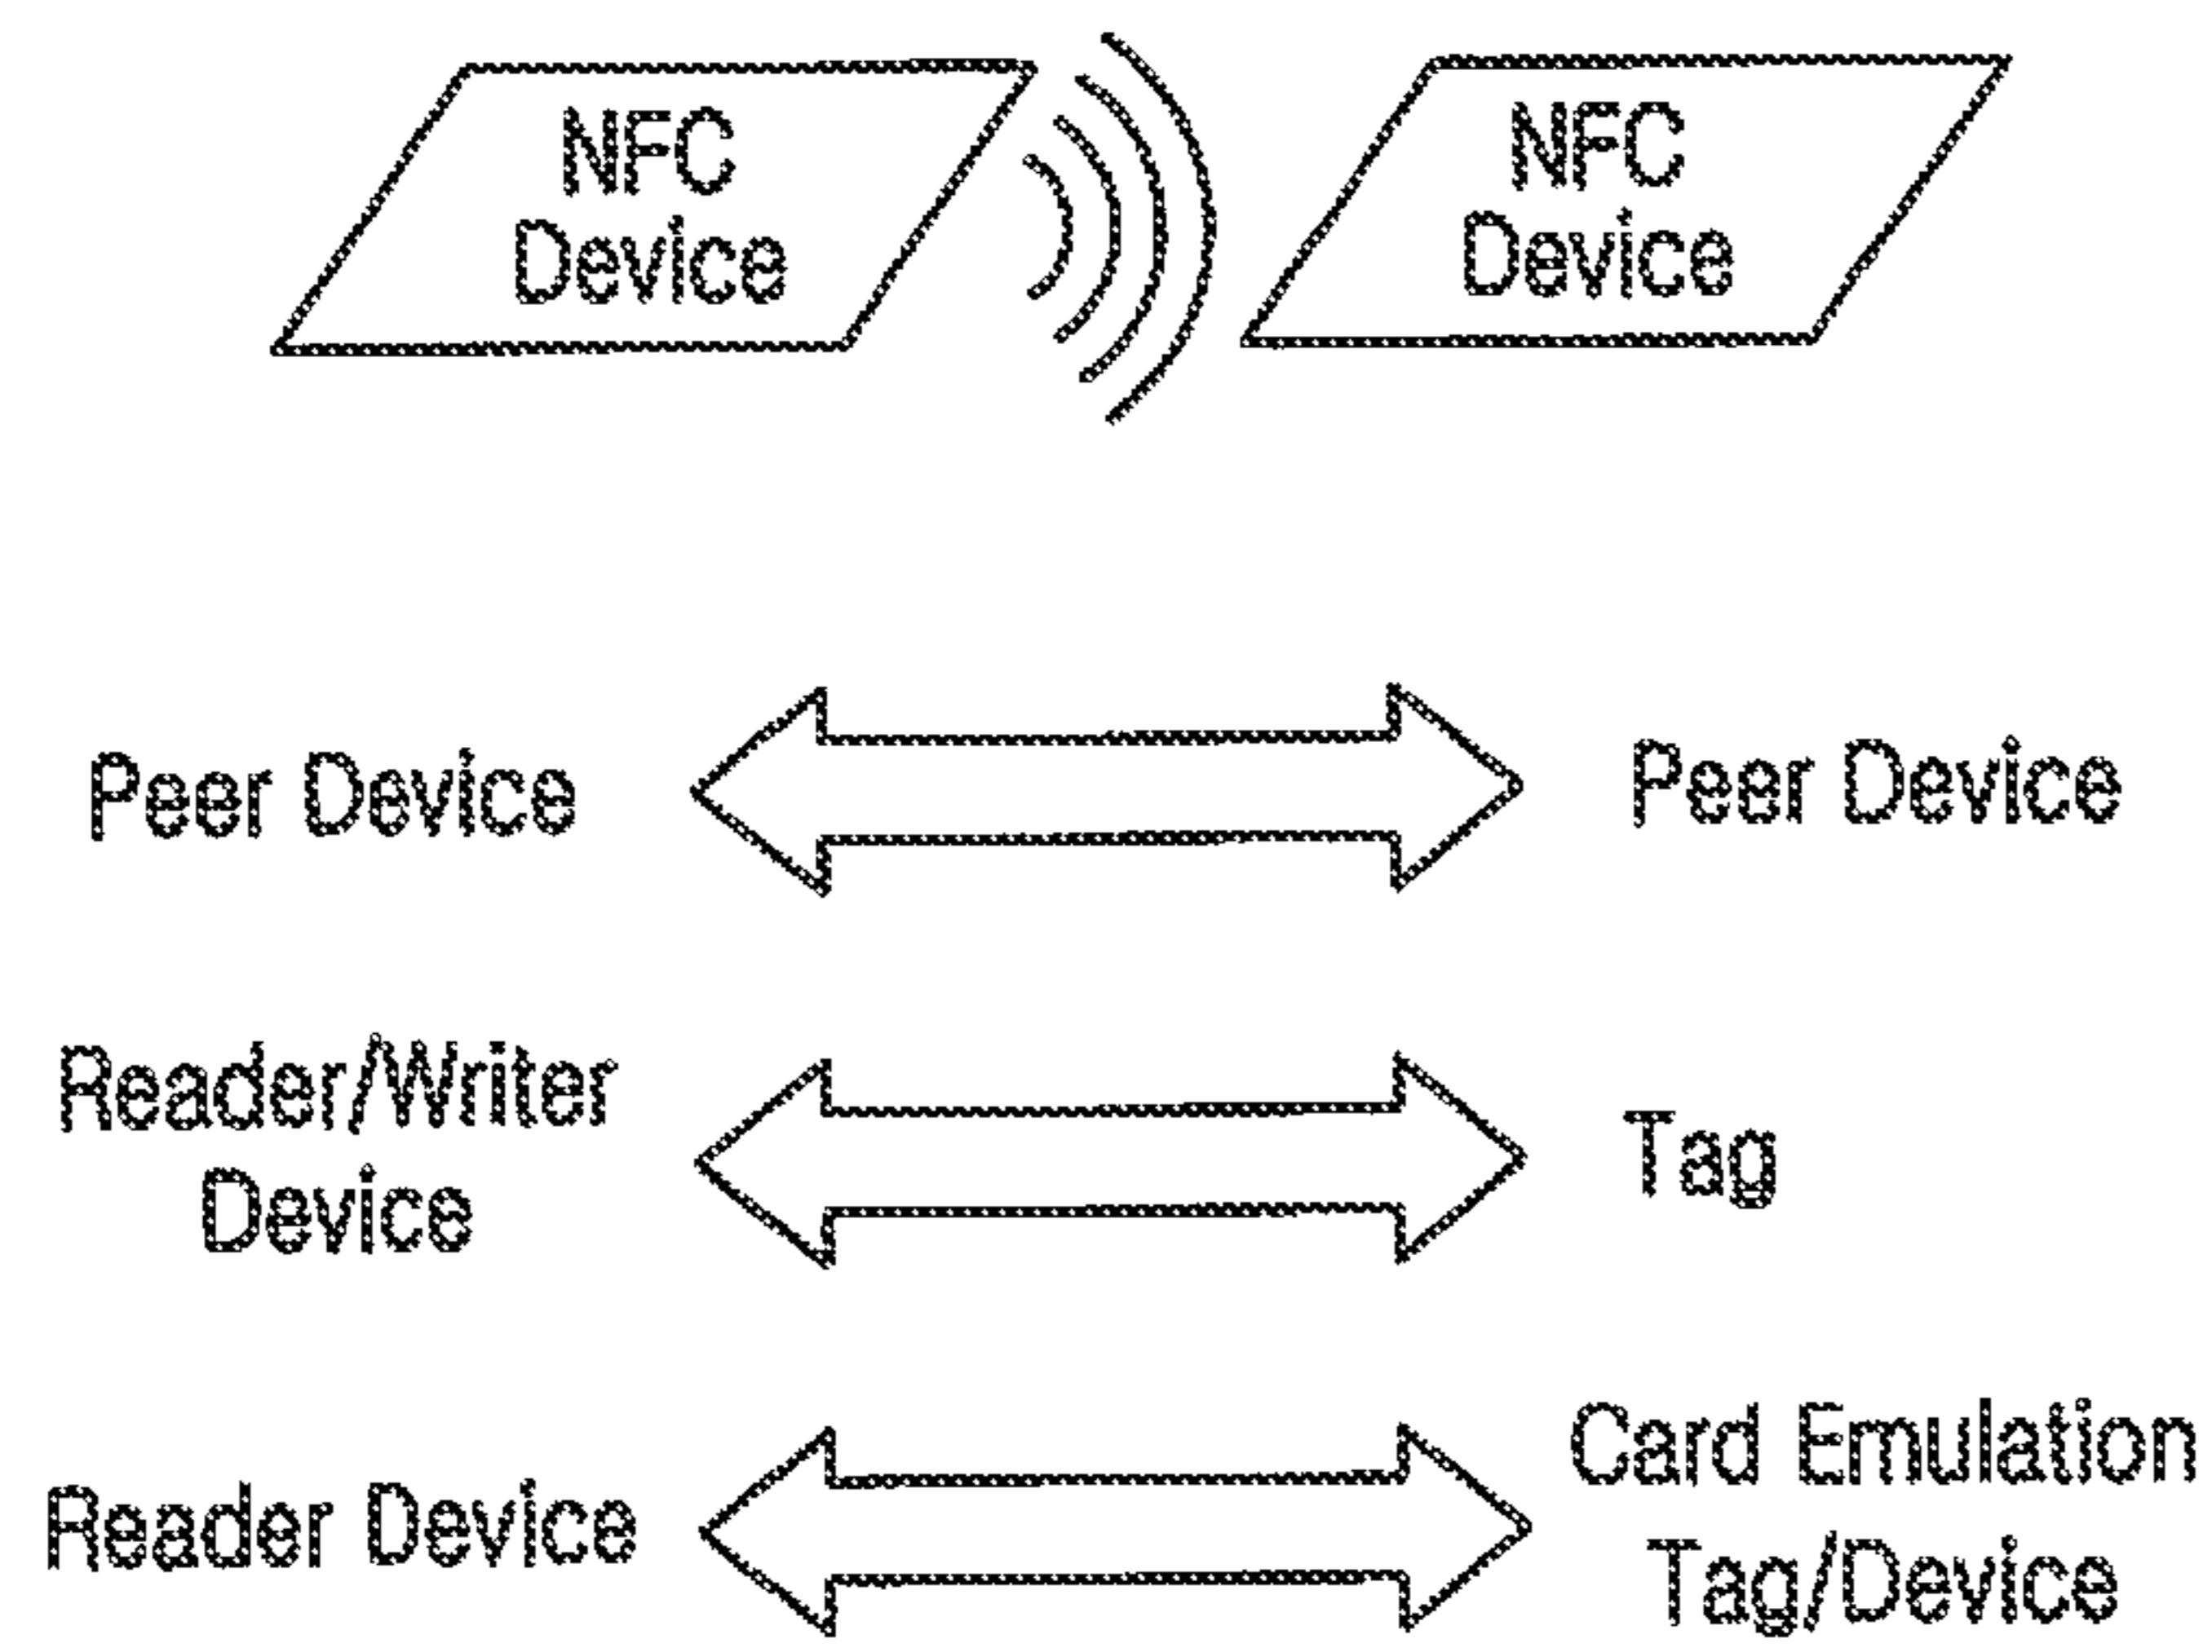 NFC
Device
NFC
Device
Peer Device
Peer Device
Reader/Writer
Device
Tag
Reader Device
Card Emulation
Tag/Device